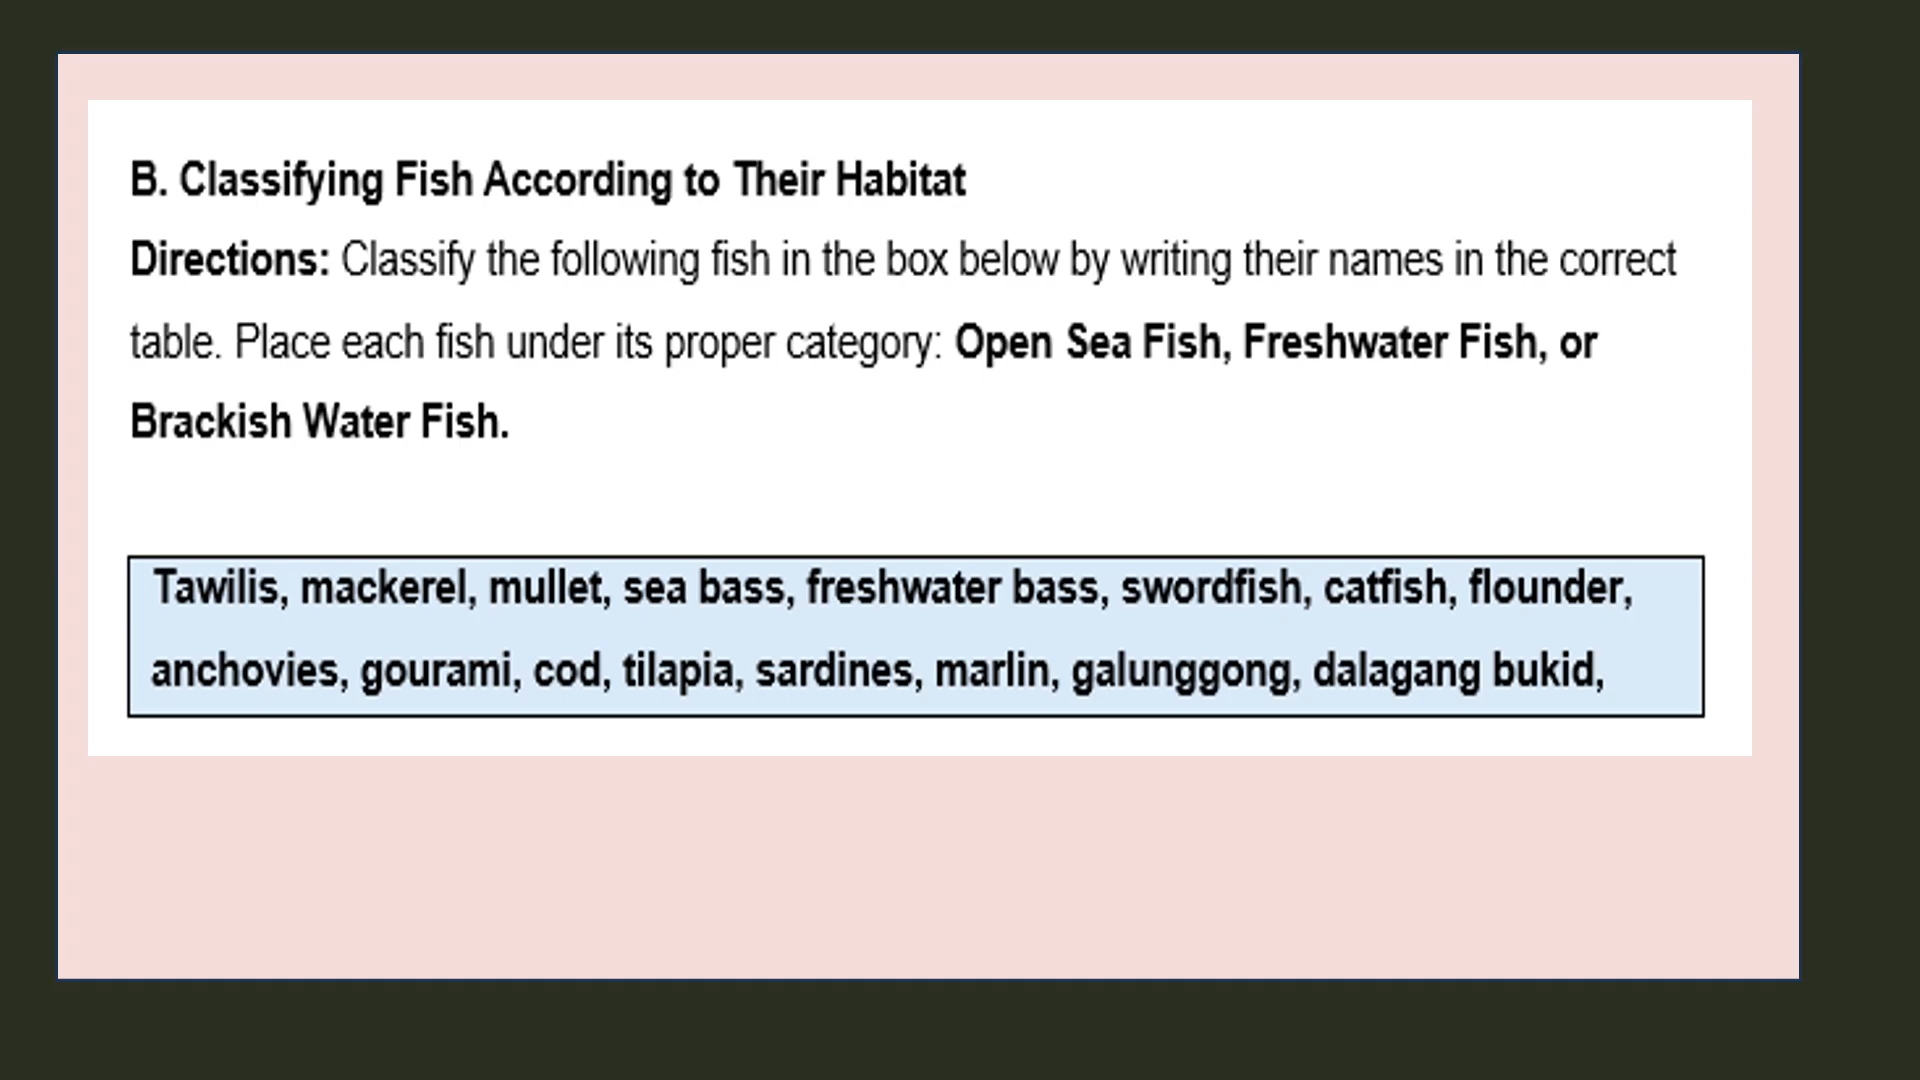 B. Classifying Fish According to Their Habitat
Directions: Classify the following fish in the box below by writing their names in the correct
table. Place each fish under its proper category: Open Sea Fish, Freshwater Fish, or
Brackish Water Fish.
Tawilis, mackerel, mullet, sea bass, freshwater bass, swordfish, catfish, flounder,
anchovies, gourami, cod, tilapia, sardines, marlin, galunggong, dalagang bukid,